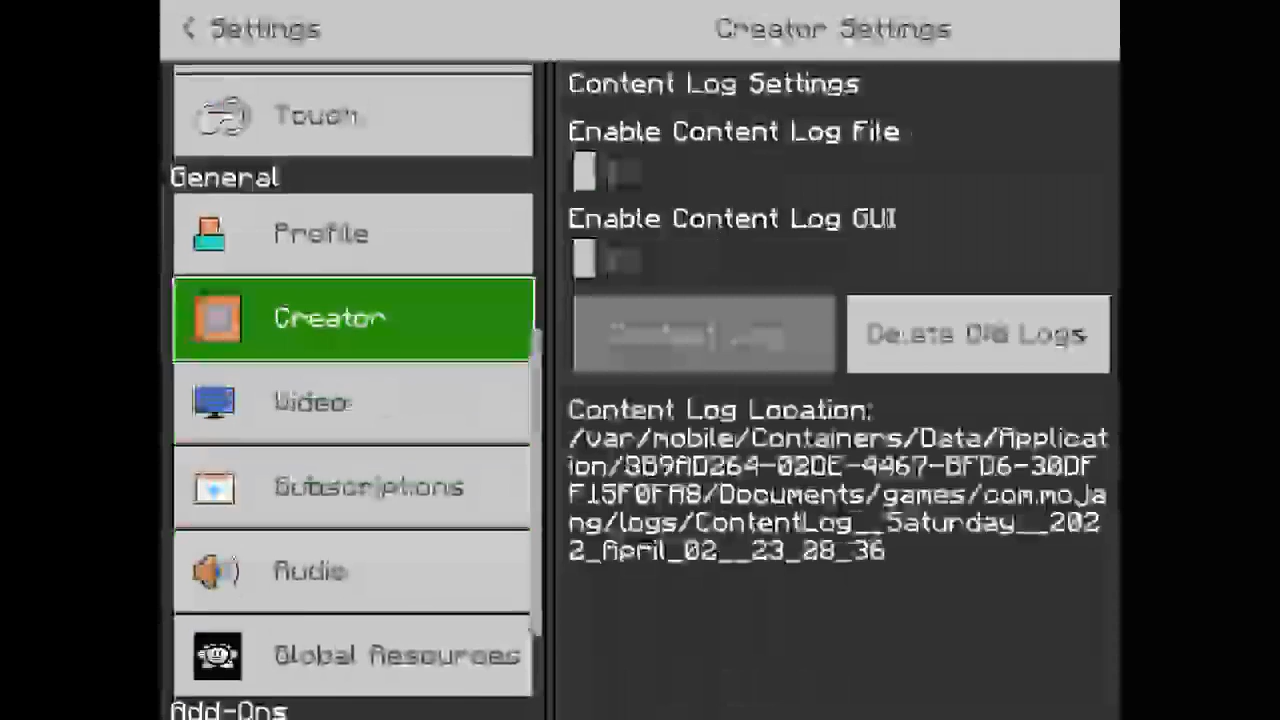 Settings
Creator Settings
Touch
General
Profile
Creator
Video
Subscriptions
Audio
Global Resources
Add-Ons
Content Log Settings
Enable Content Log File
Enable Content Log GUI
Delete Old Logs
Content Log Location:
/var/mobile/Containers/Data/Applicat
ion/3B9AD264-02DE-4467-BFD6-30DF
F15F0FA8/Documents/games/com.moja
ng/logs/ContentLog__Saturday__202
2_April_02__23_28_36